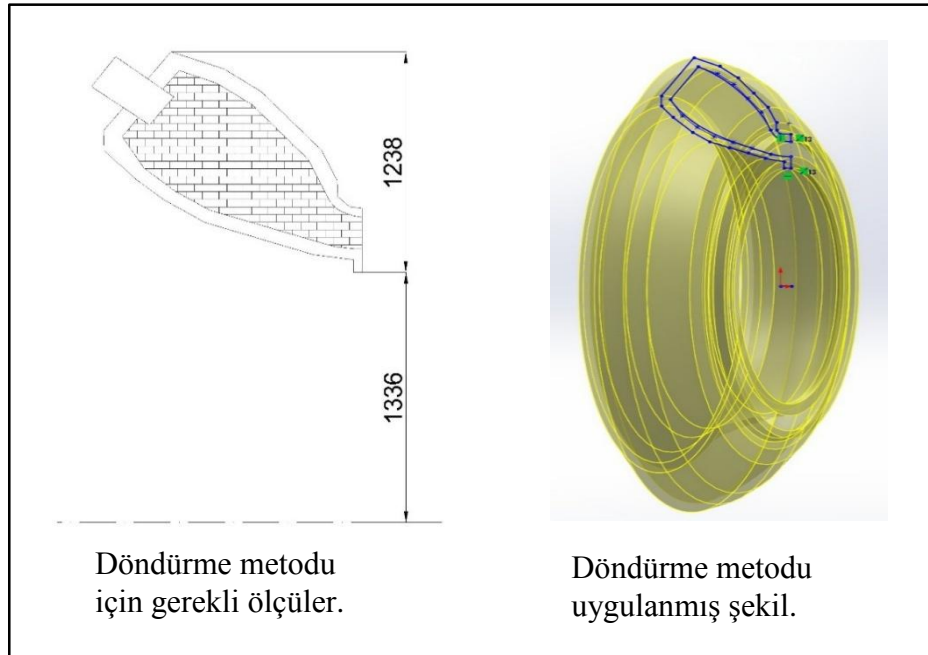 1238
1336
Döndürme metodu
için gerekli ölçüler.
Döndürme metodu
uygulanmış şekil.